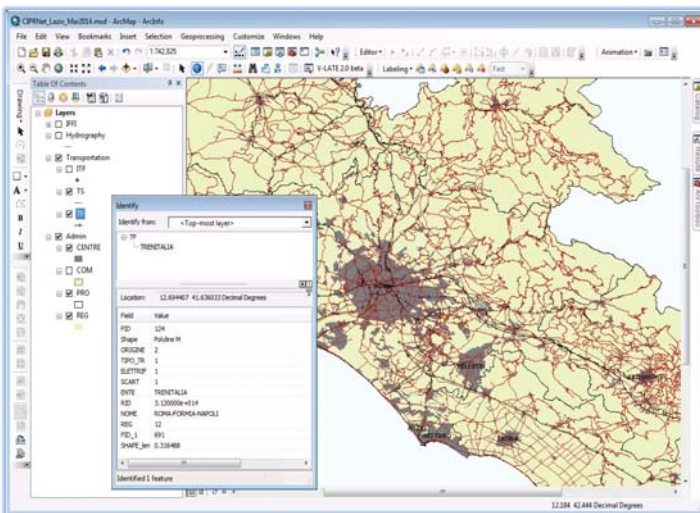 CIPRNet_Lazio_Mar2014.mxd - ArcMap - ArcInfo
File Edit View Bookmarks Insert Selection Geoprocessing Customize Windows Help
1:742,825
Editor
Animation
V-LATE 2.0 beta
Labeling
Fast
Table Of Contents
Drawing
Layers
IFFI
Hydrography
Transportation
ITF
TS
TF
Admin
CENTRE
COM
PRO
REG
Identify
Identify from: <Top-most layer>
TF
TRENITALIA
Location: 12.694407 41.636033 Decimal Degrees
Field Value
FID 124
Shape Polyline M
ORIGINE 2
TIPO_TR 1
ELETTRIF 1
SCART 1
ENTE TRENITALIA
RID 3.120000e+014
NOME ROMA-FORMIA-NAPOLI
REG 12
FID_1 691
SHAPE_len 0.316488
Identified 1 feature
12.184 42.444 Decimal Degrees